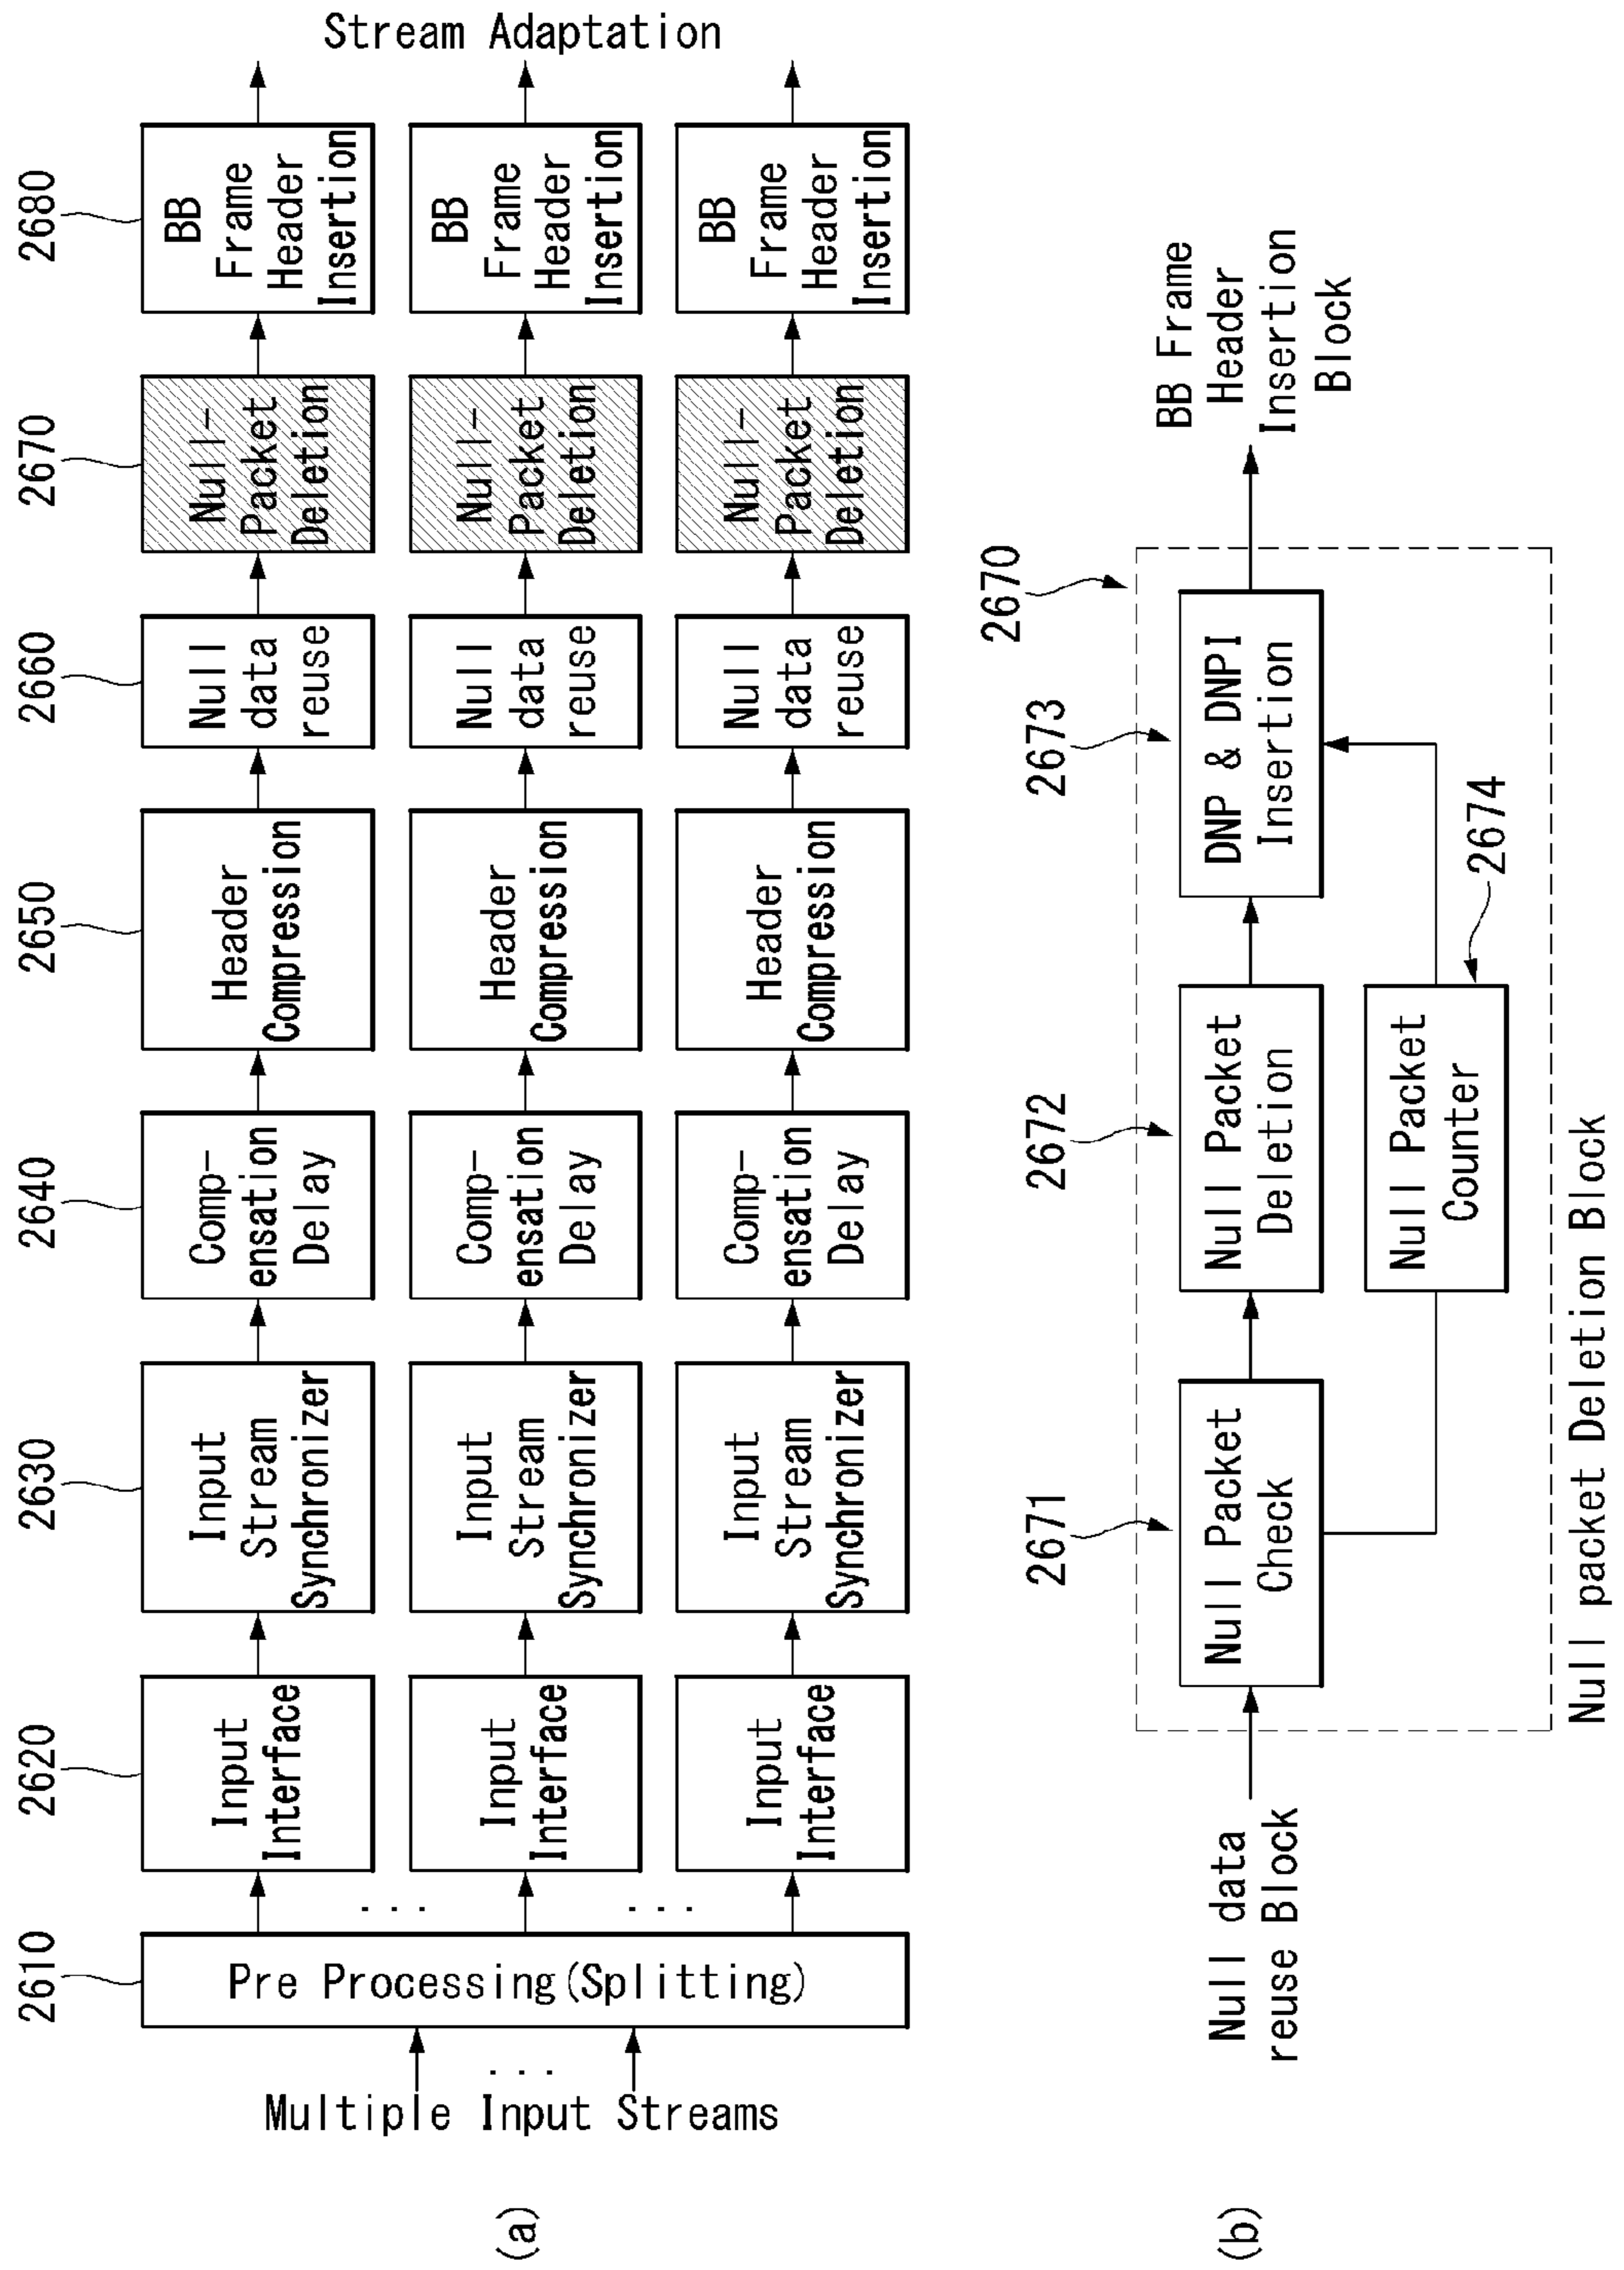 (a)
Multiple Input Streams
...
2610
Pre Processing(Splitting)
...
...
2620
Input
Interface
Input
Interface
Input
Interface
2630
Input
Stream
Synchronizer
Input
Stream
Synchronizer
Input
Stream
Synchronizer
2640
Comp-
ensation
Delay
Comp-
ensation
Delay
Comp-
ensation
Delay
2650
Header
Compression
Header
Compression
Header
Compression
2660
Null
data
reuse
Null
data
reuse
Null
data
reuse
2670
Null-
Packet
Deletion
Null-
Packet
Deletion
Null-
Packet
Deletion
2680
BB
Frame
Header
Insertion
BB
Frame
Header
Insertion
BB
Frame
Header
Insertion
Stream Adaptation
(b)
Null data
reuse Block
2671
Null Packet
Check
2672
Null Packet
Deletion
Null Packet
Counter
2674
2673
DNP & DNPI
Insertion
2670
BB Frame
Header
Insertion
Block
Null packet Deletion Block